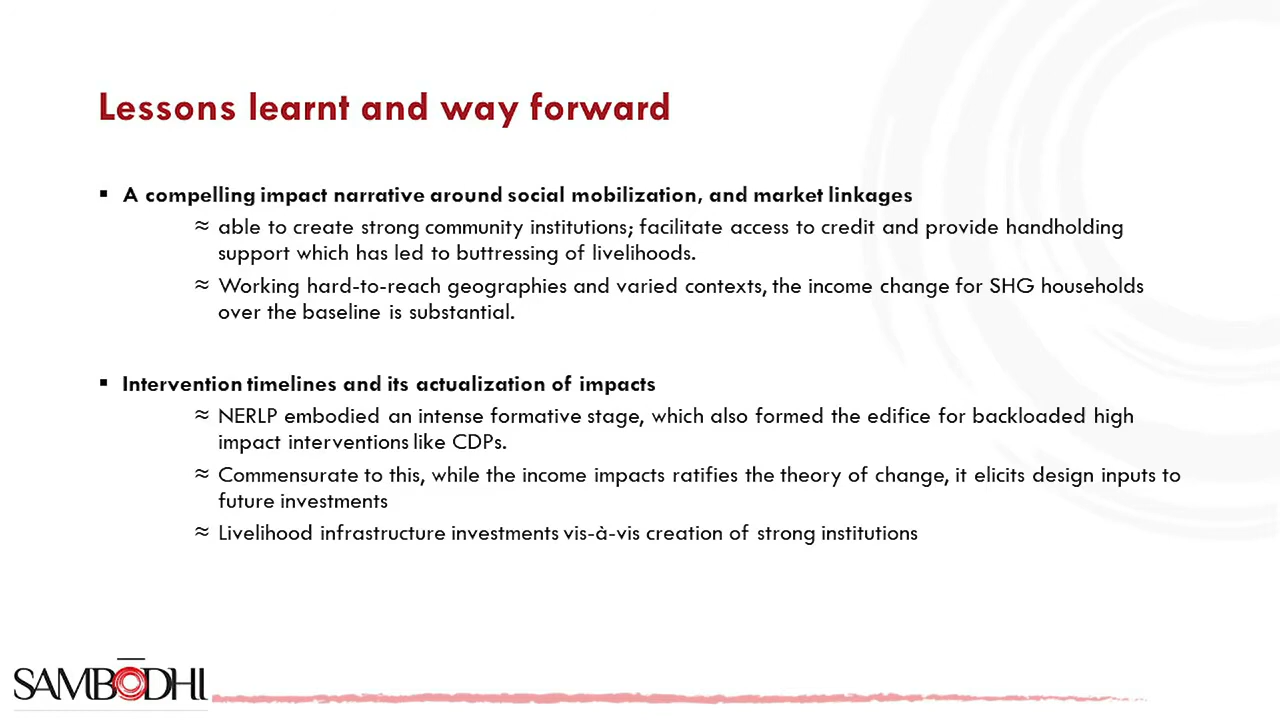 Lessons learnt and way forward
▪ A compelling impact narrative around social mobilization, and market linkages
≈ able to create strong community institutions; facilitate access to credit and provide handholding
support which has led to buttressing of livelihoods.
≈ Working hard-to-reach geographies and varied contexts, the income change for SHG households
over the baseline is substantial.
▪ Intervention timelines and its actualization of impacts
≈ NERLP embodied an intense formative stage, which also formed the edifice for backloaded high
impact interventions like CDPs.
≈ Commensurate to this, while the income impacts ratifies the theory of change, it elicits design inputs to
future investments
≈ Livelihood infrastructure investments vis-à-vis creation of strong institutions
SAMBŌDHI